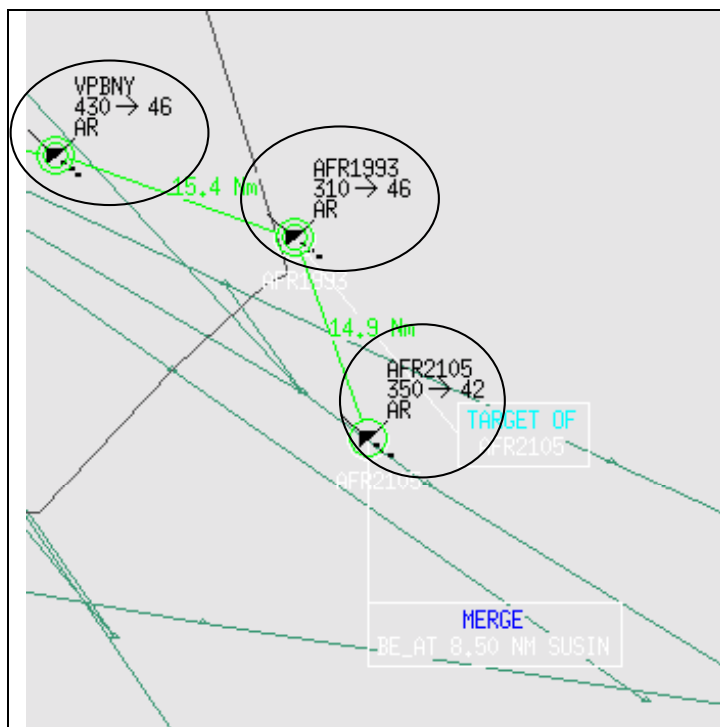 VPBNY
430→46
AR
15.4 Nm
AFR1993
310→46
AR
AFR1993
14.9 Nm
AFR2105
350→42
AR
AFR2105
TARGET OF
AFR2105
MERGE
BE_AT 8.50 NM SUSIN